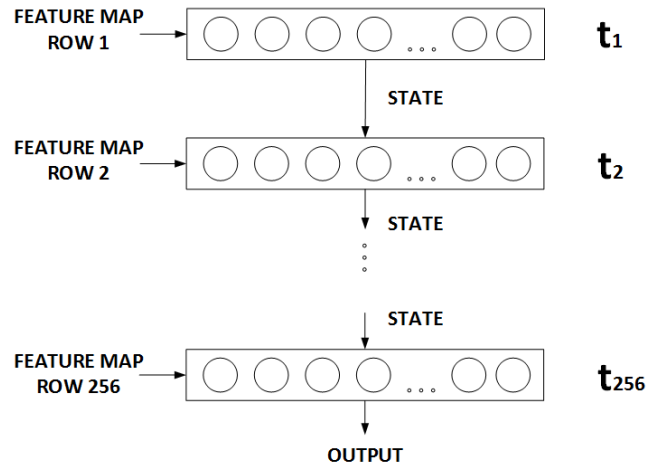 FEATURE MAP
ROW 1
t1
STATE
FEATURE MAP
ROW 2
t2
STATE
STATE
FEATURE MAP
ROW 256
t256
OUTPUT